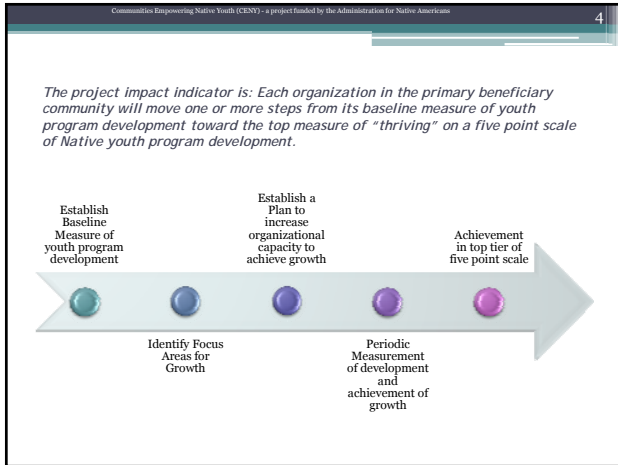 Communities Empowering Native Youth (CENY) - a project funded by the Administration for Native Americans
4
The project impact indicator is: Each organization in the primary beneficiary
community will move one or more steps from its baseline measure of youth
program development toward the top measure of “thriving” on a five point scale
of Native youth program development.
Establish
Baseline
Measure of
youth program
development
Identify Focus
Areas for
Growth
Establish a
Plan to
increase
organizational
capacity to
achieve growth
Periodic
Measurement
of development
and
achievement of
growth
Achievement
in top tier of
five point scale